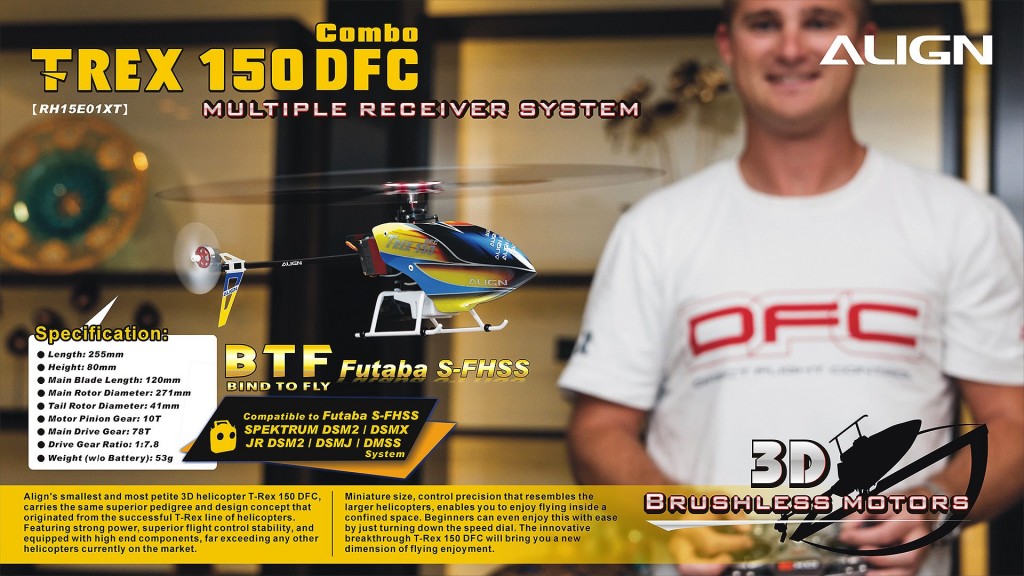 Combo
T-REX 150 DFC
ALIGN
[RH15E01XT]
MULTIPLE RECEIVER SYSTEM
ALIGN
ALIGN
DFC
Specification:
● Length: 255mm
● Height: 80mm
● Main Blade Length: 120mm
● Main Rotor Diameter: 271mm
● Tail Rotor Diameter: 41mm
● Motor Pinion Gear: 10T
● Main Drive Gear: 78T
● Drive Gear Ratio: 1:7.8
● Weight (w/o Battery): 53g
BTF Futaba S-FHSS
BIND TO FLY
Compatible to Futaba S-FHSS
SPEKTRUM DSM2 / DSMX
JR DSM2 / DSMJ / DMSS
System
3D
BRUSHLESS MOTORS
Align's smallest and most petite 3D helicopter T-Rex 150 DFC,
carries the same superior pedigree and design concept that
originated from the successful T-Rex line of helicopters.
Featuring strong power, superior flight control stability, and
equipped with high end components, far exceeding any other
helicopters currently on the market.
Miniature size, control precision that resembles the
larger helicopters, enables you to enjoy flying inside a
confined space. Beginners can even enjoy this with ease
by just turning down the speed dial. The innovative
breakthrough T-Rex 150 DFC will bring you a new
dimension of flying enjoyment.